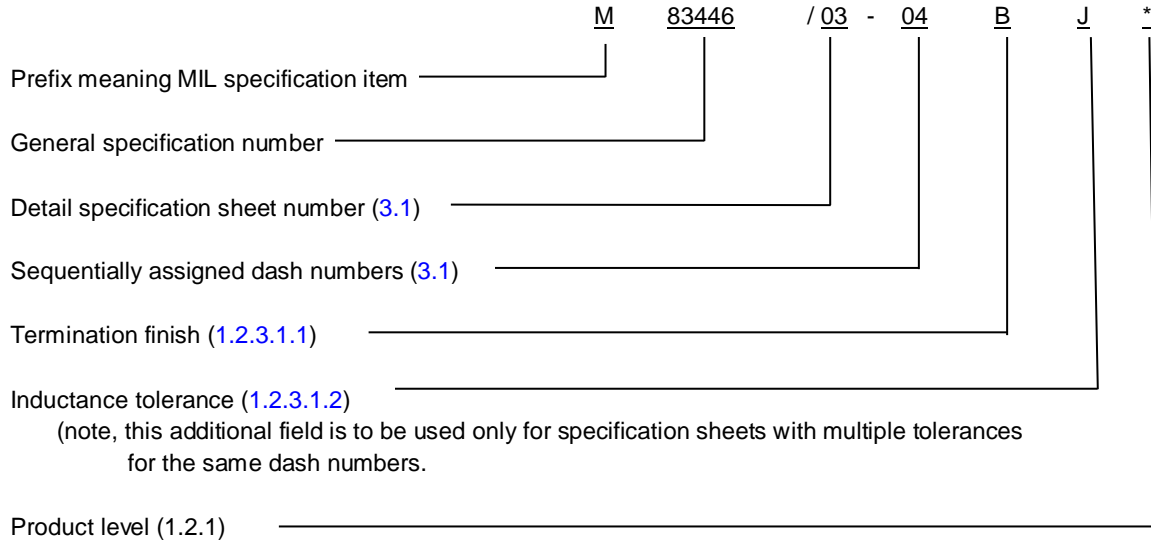 M 83446 / 03 - 04 B J *
Prefix meaning MIL specification item
General specification number
Detail specification sheet number (3.1)
Sequentially assigned dash numbers (3.1)
Termination finish (1.2.3.1.1)
Inductance tolerance (1.2.3.1.2)
(note, this additional field is to be used only for specification sheets with multiple tolerances
for the same dash numbers.
Product level (1.2.1)